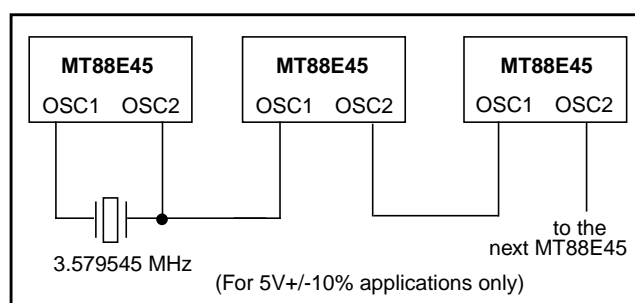 MT88E45 MT88E45 MT88E45
OSC1 OSC2 OSC1 OSC2 OSC1 OSC2
3.579545 MHz
to the
next MT88E45
(For 5V+/-10% applications only)